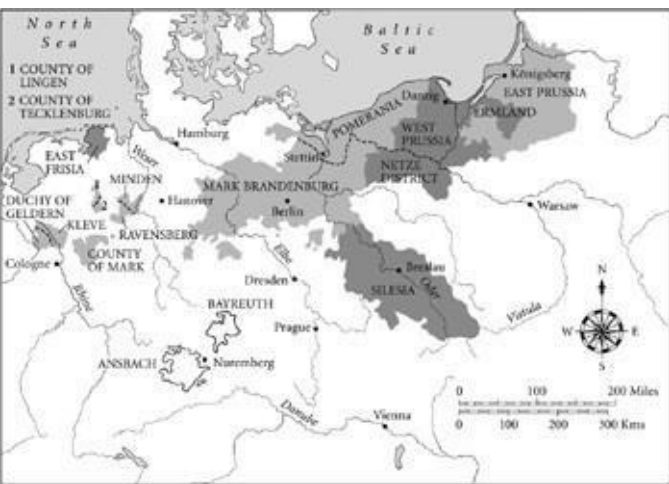 North
Sea
Baltic
Sea
1 COUNTY OF
LINGEN
2 COUNTY OF
TECKLENBURG
Hamburg
Königsberg
EAST PRUSSIA
Danzig
ERMLAND
POMERANIA
WEST
PRUSSIA
Stettin
NETZE
DISTRICT
EAST
FRISIA
Weser
MINDEN
1
2
Hanover
MARK BRANDENBURG
Berlin
Warsaw
DUCHY OF
GELDERN
KLEVE
RAVENSBERG
COUNTY
OF MARK
Cologne
Rhine
Elbe
Dresden
Breslau
SILESIA
Oder
Vistula
BAYREUTH
Prague
ANSBACH
Nuremberg
Danube
Vienna
N
W
E
S
0 100 200 Miles
0 100 200 300 Kms